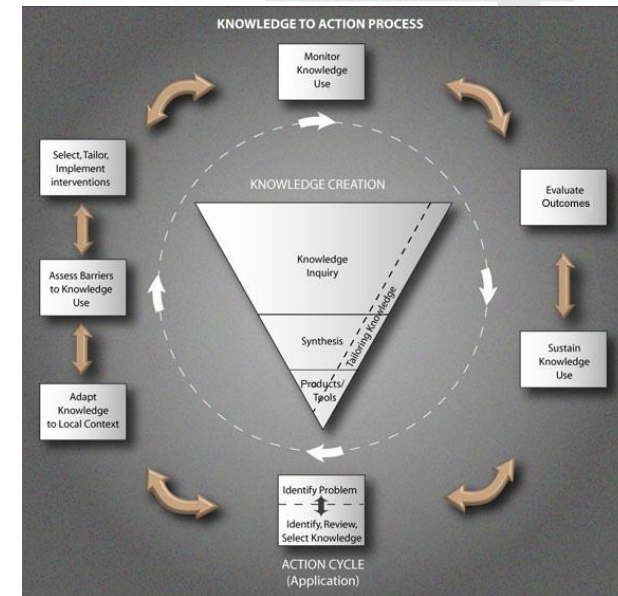 KNOWLEDGE TO ACTION PROCESS
Monitor
Knowledge
Use
Select, Tailor,
Implement
interventions
KNOWLEDGE CREATION
Evaluate
Outcomes
Knowledge
Inquiry
Assess Barriers
to Knowledge
Use
Tailoring Knowledge
Synthesis
Sustain
Knowledge
Use
Products/
Tools
Adapt
Knowledge
to Local Context
Identify Problem
Identify, Review,
Select Knowledge
ACTION CYCLE
(Application)